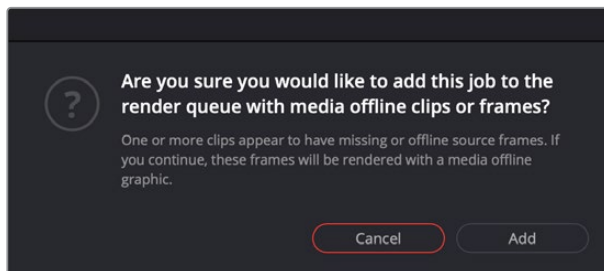 ?
Are you sure you would like to add this job to the
render queue with media offline clips or frames?
One or more clips appear to have missing or offline source frames. If
you continue, these frames will be rendered with a media offline
graphic.
Cancel
Add